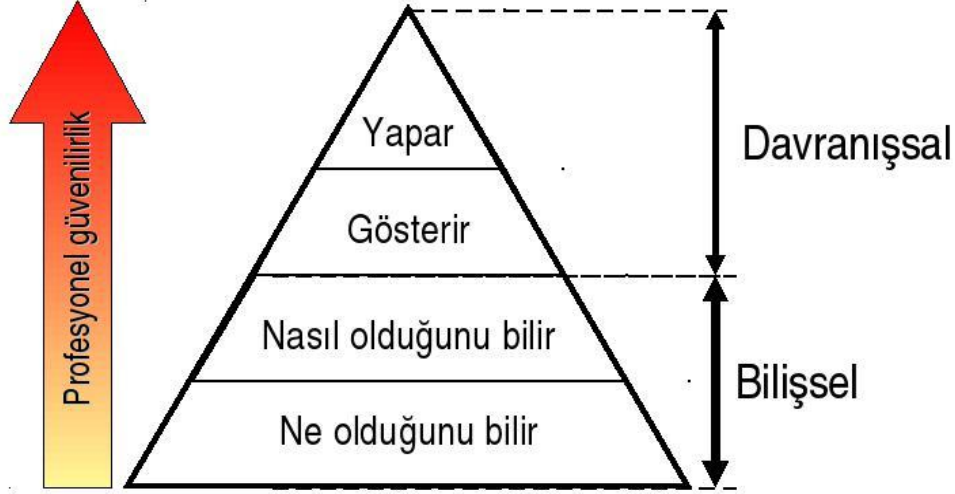 Profesyonel güvenilirlik
Yapar
Gösterir
Nasıl olduğunu bilir
Ne olduğunu bilir
Davranışsal
Bilişsel